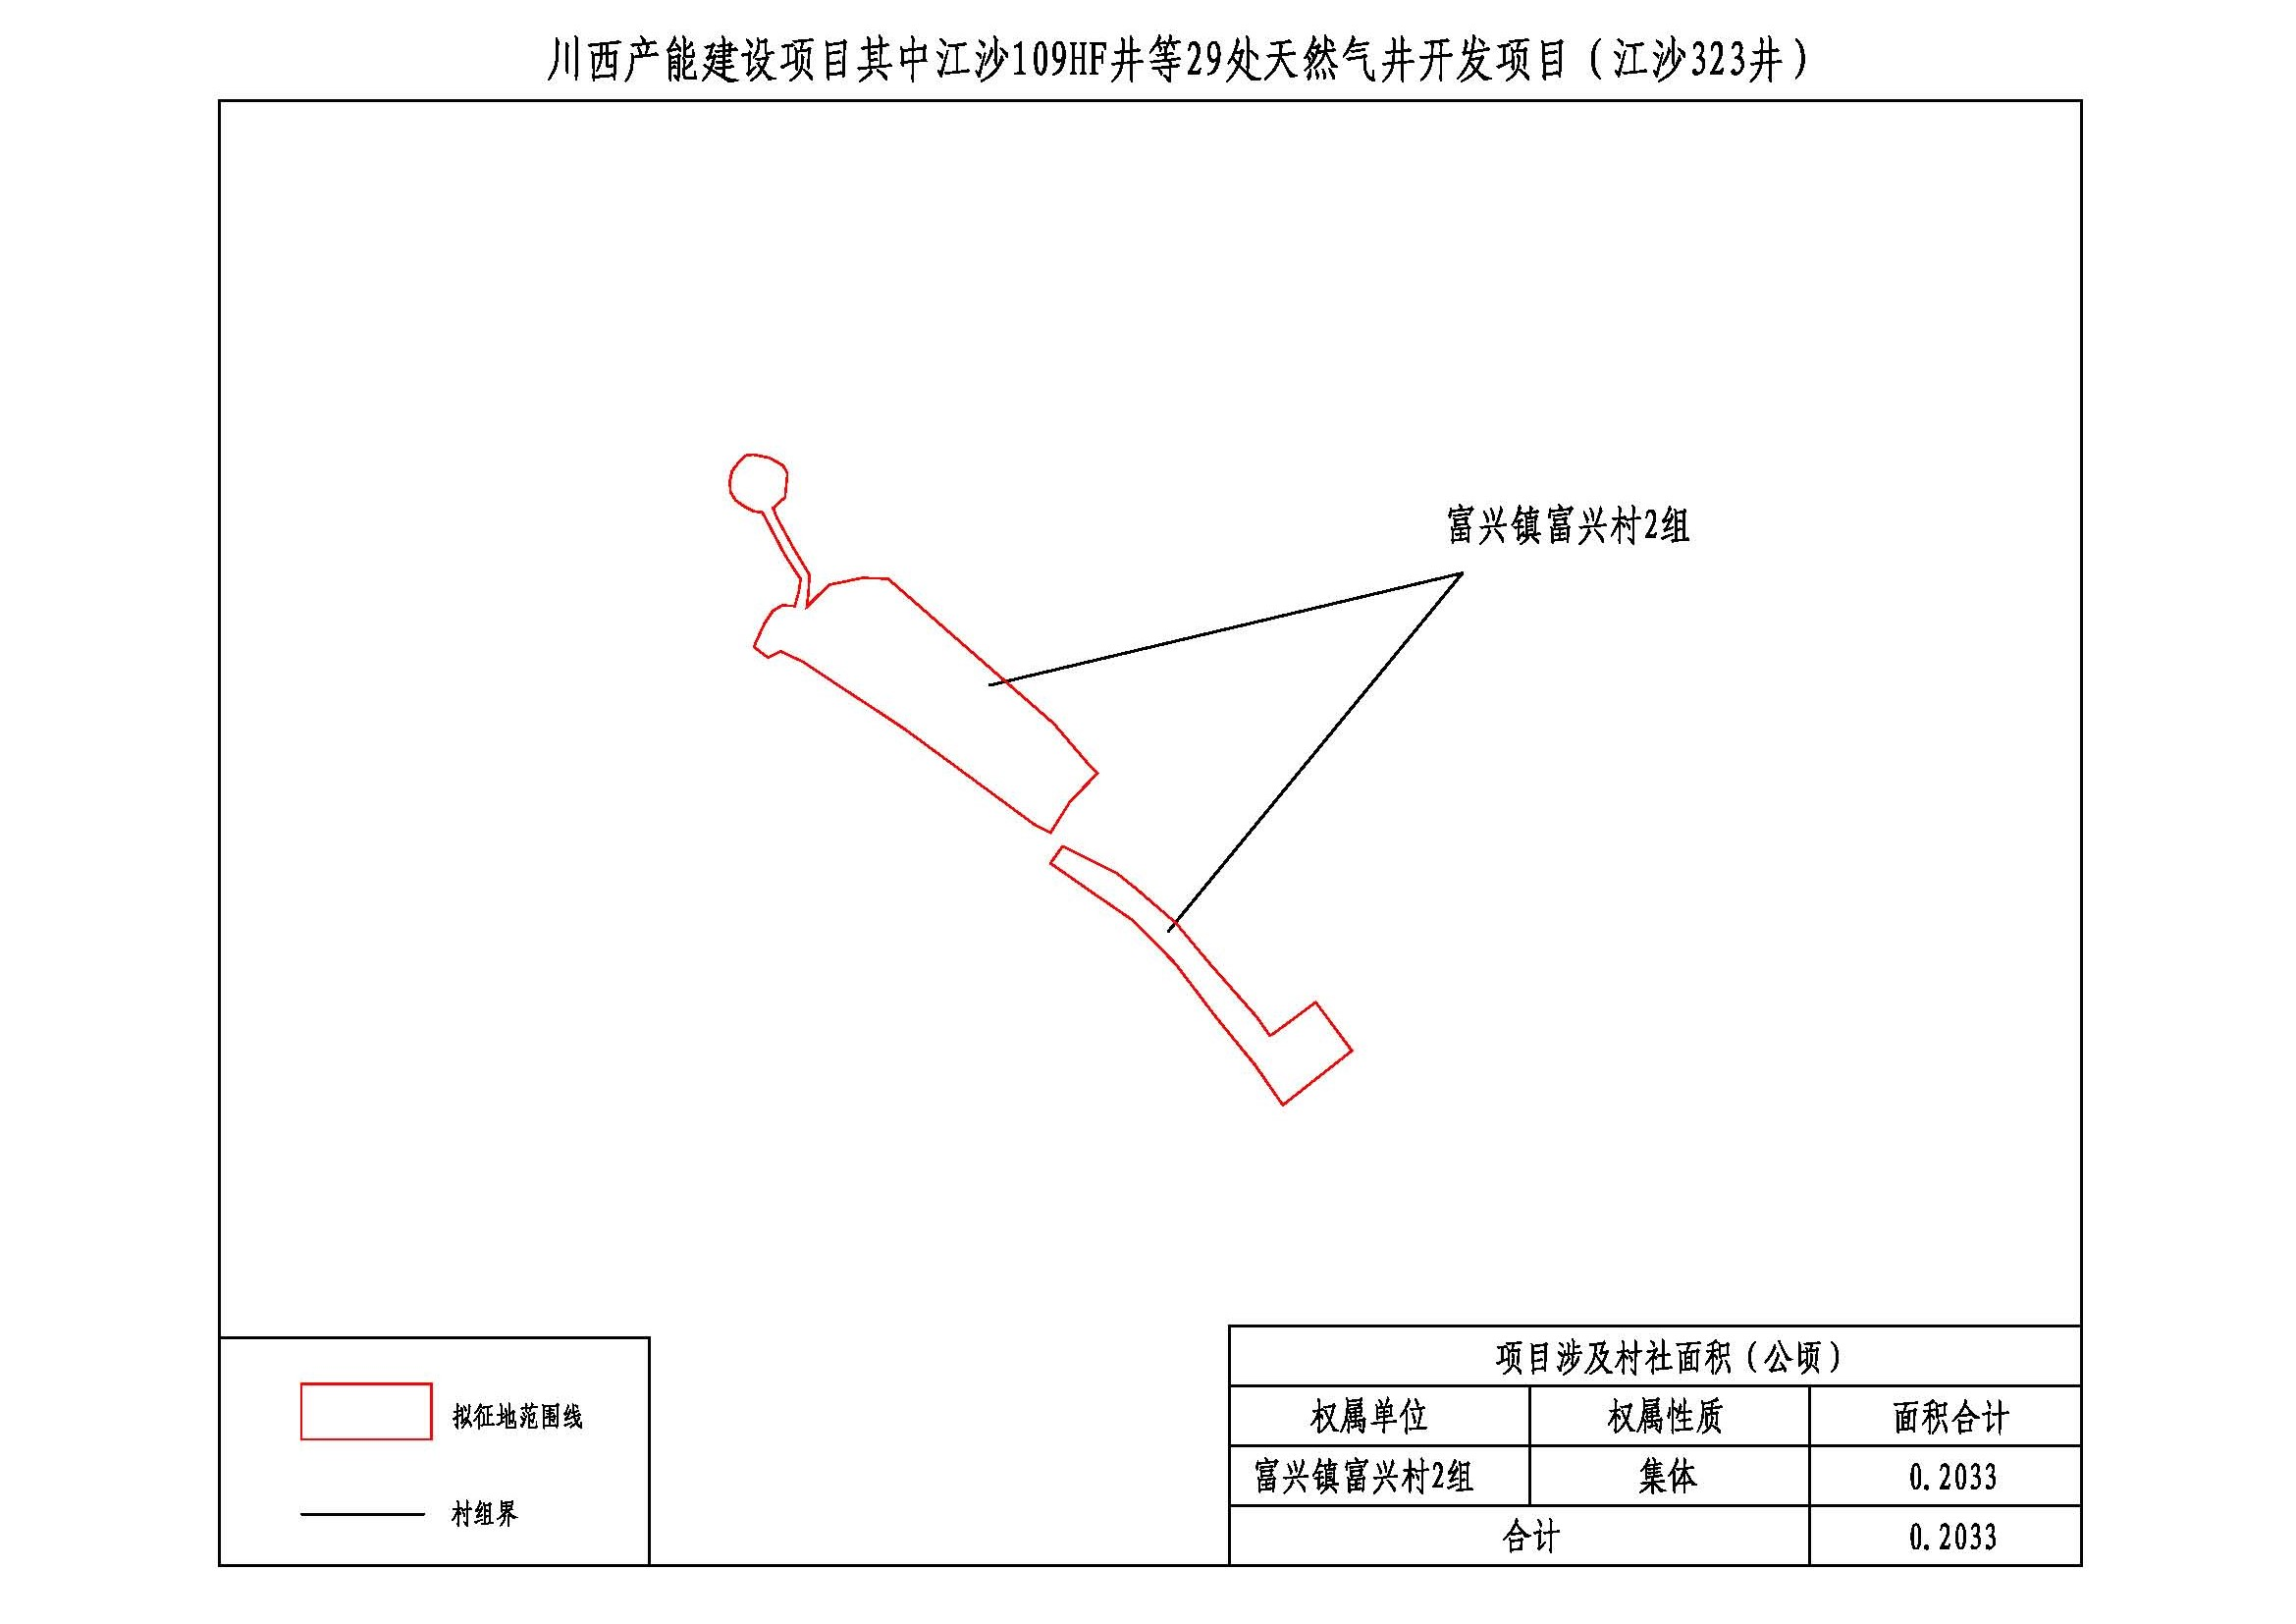 川西产能建设项目其中江沙109HF井等29处天然气井开发项目（江沙323井）
富兴镇富兴村2组
拟征地范围线
村组界
项目涉及村社面积（公顷）
权属单位 权属性质 面积合计
富兴镇富兴村2组 集体 0.2033
合计 0.2033